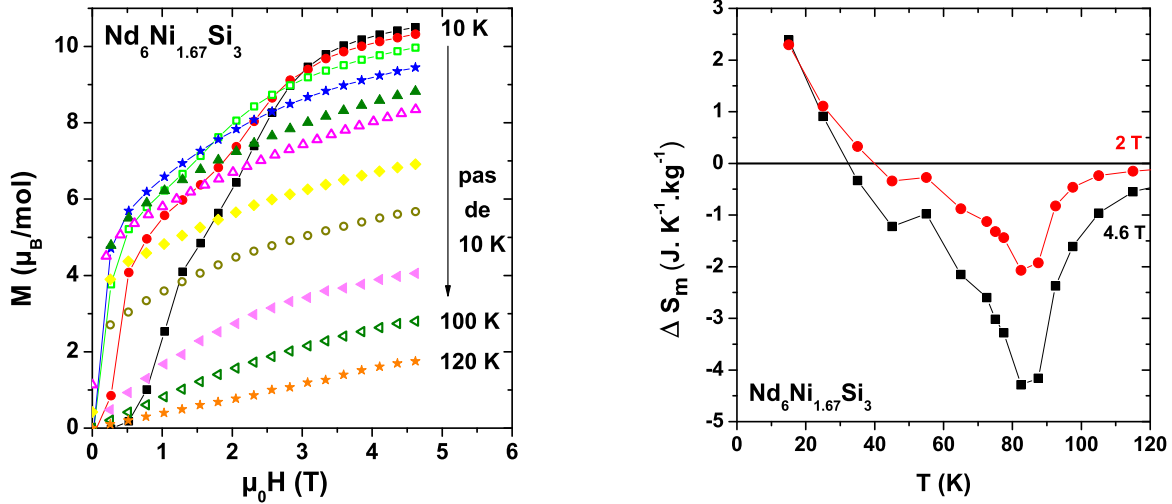 Nd6Ni1.67Si3
10 K
pas
de
10 K
100 K
120 K
M (μB/mol)
10
8
6
4
2
0
0 1 2 3 4 5 6
μ0H (T)
3
2
1
0
-1
-2
-3
-4
-5
Δ Sm (J. K-1.kg-1)
2 T
4.6 T
Nd6Ni1.67Si3
0 20 40 60 80 100 120
T (K)